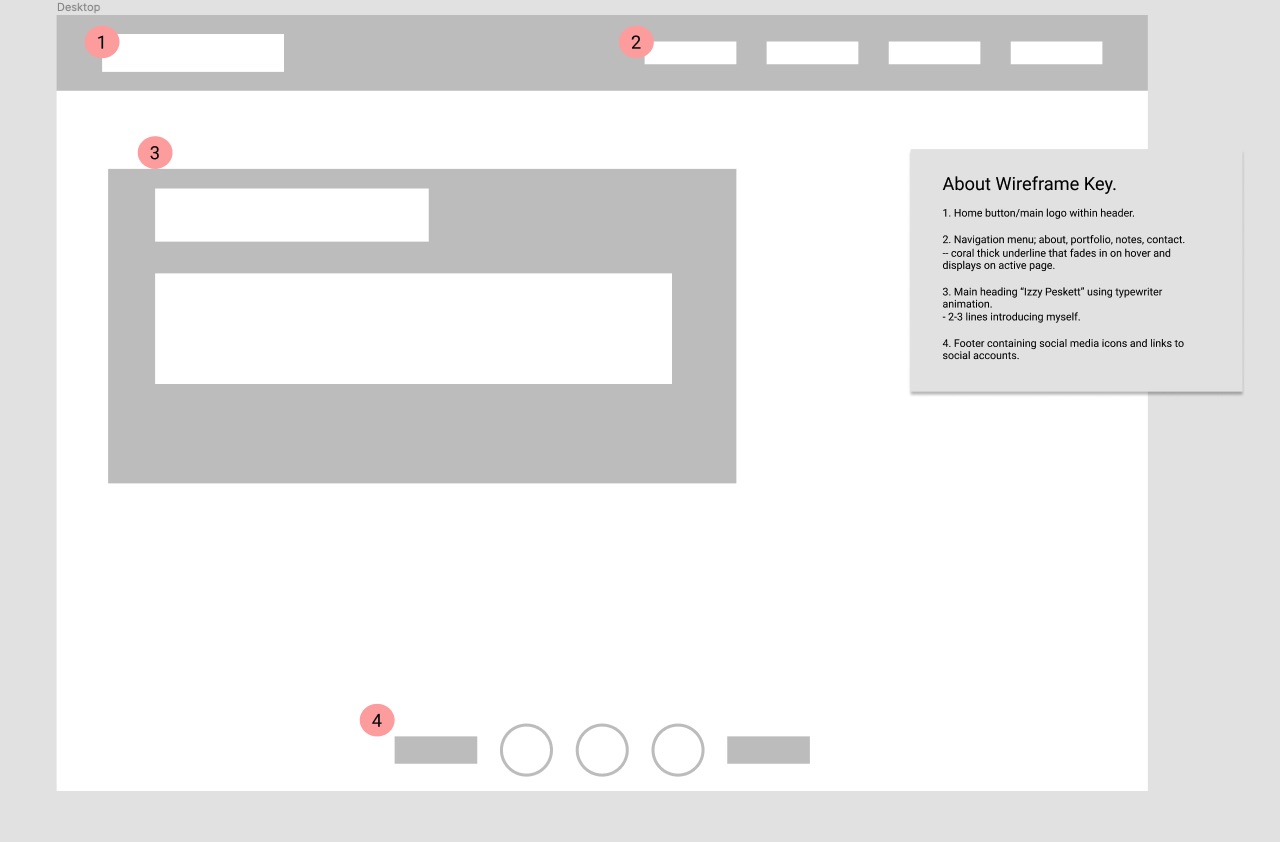 Desktop
1
2
3
About Wireframe Key.
1. Home button/main logo within header.
2. Navigation menu; about, portfolio, notes, contact.
– coral thick underline that fades in on hover and
displays on active page.
3. Main heading “Izzy Peskett” using typewriter
animation.
- 2-3 lines introducing myself.
4. Footer containing social media icons and links to
social accounts.
4